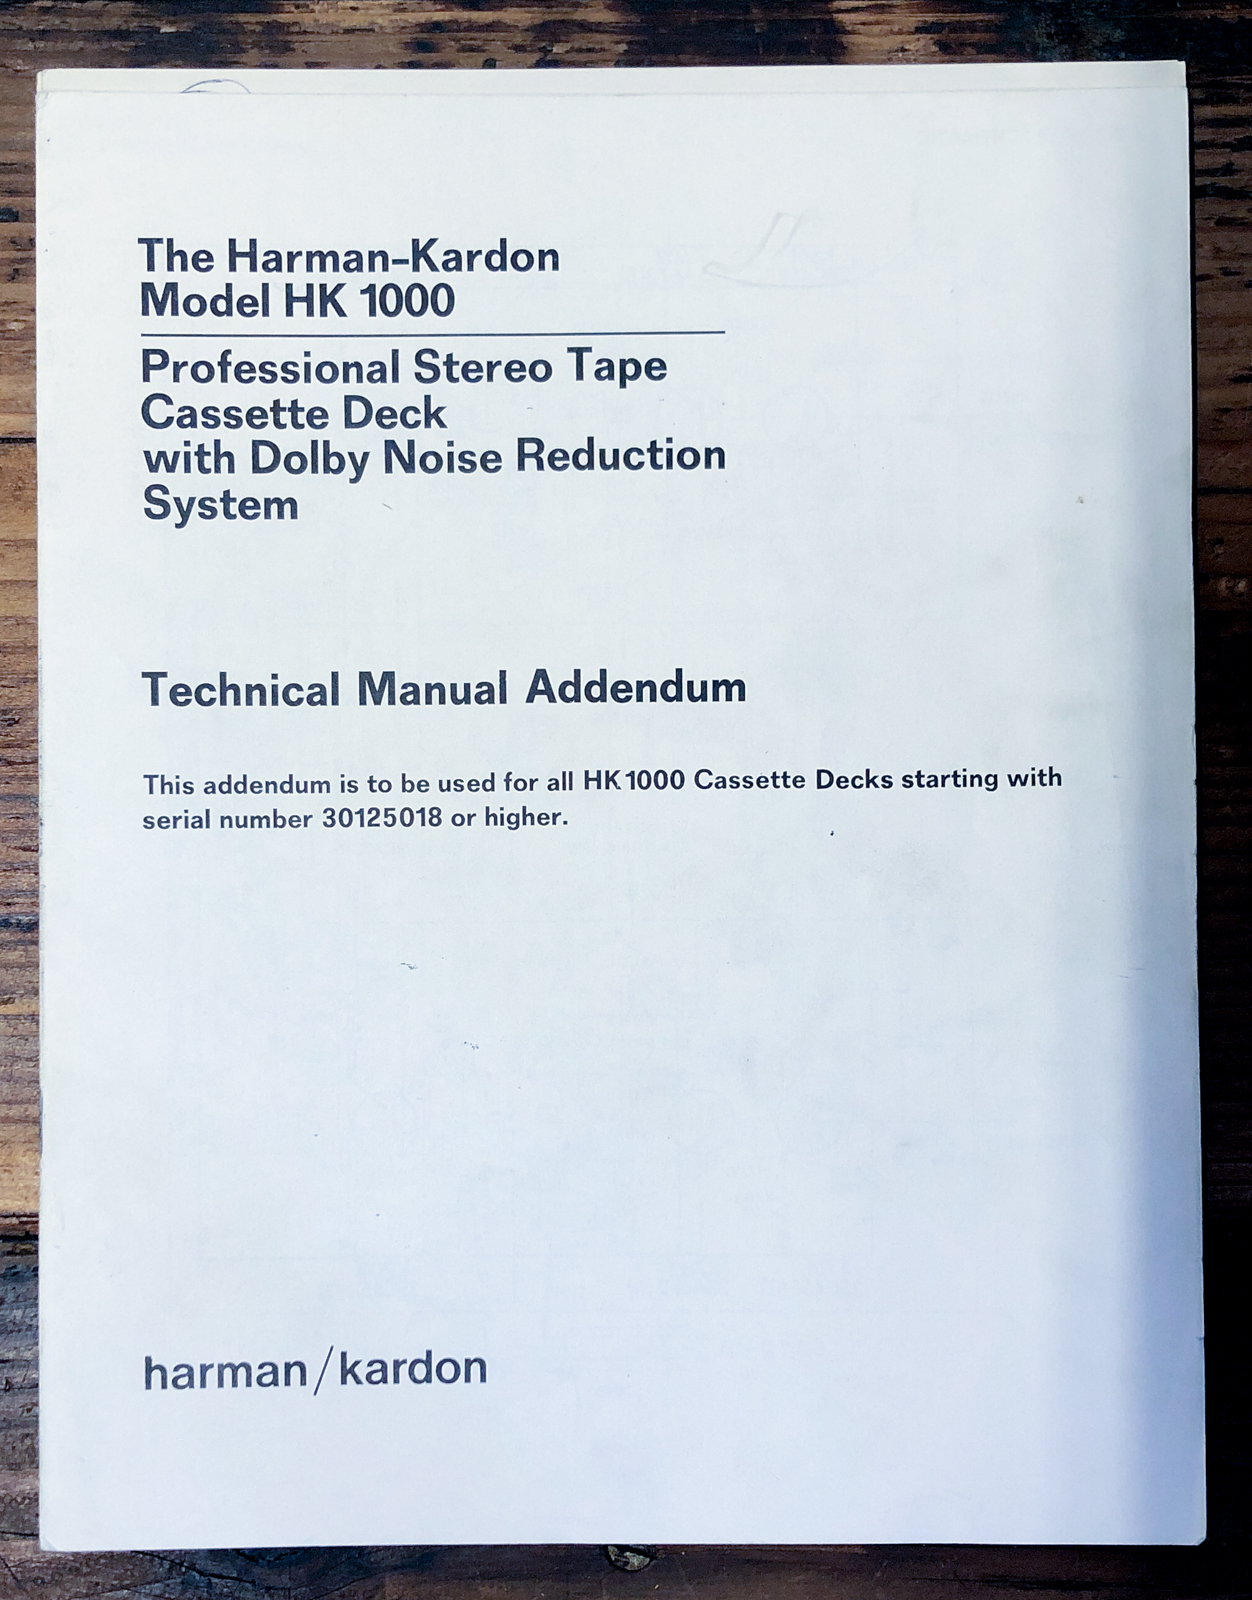 The Harman-Kardon
Model HK 1000
Professional Stereo Tape
Cassette Deck
with Dolby Noise Reduction
System
Technical Manual Addendum
This addendum is to be used for all HK1000 Cassette Decks starting with
serial number 30125018 or higher.
harman/kardon